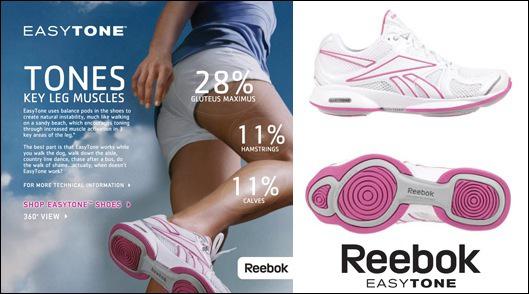 EASYTONE™
TONES
KEY LEG MUSCLES
EasyTone uses balance pods in the shoes to
create natural instability, much like walking
on a sandy beach, which encourages toning
through increased muscle activation in 3
key areas of the leg.*
The best part is that EasyTone works while
you walk the dog, walk down the aisle,
country line dance, chase after a bus, do
the walk of shame...actually, when doesn't
EasyTone work?
FOR MORE TECHNICAL INFORMATION
SHOP EASYTONE™ SHOES
360° VIEW
28%
GLUTEUS MAXIMUS
11%
HAMSTRINGS
11%
CALVES
Reebok
Reebok
Reebok
EASYTONE